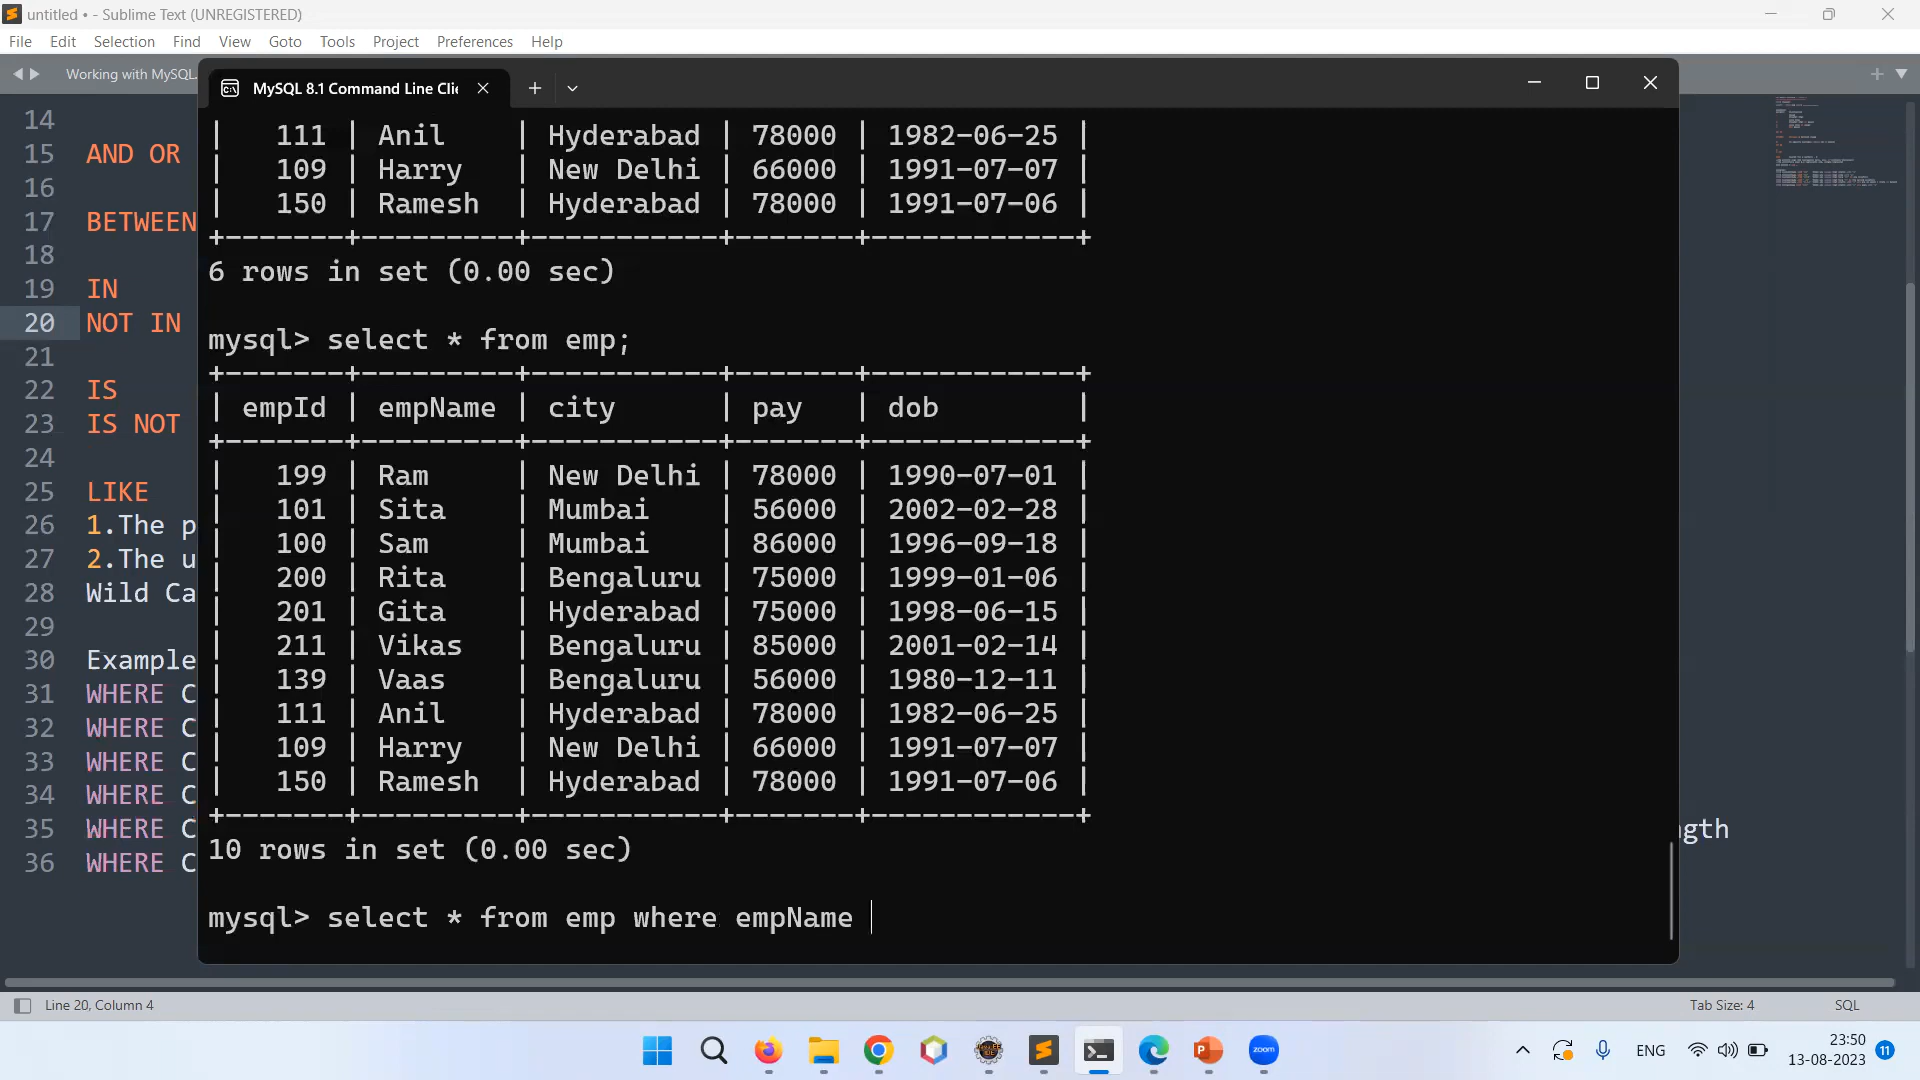 untitled • - Sublime Text (UNREGISTERED)
File Edit Selection Find View Goto Tools Project Preferences Help
Working with MySQL.
MySQL 8.1 Command Line Clie
14
15 AND OR
16
17 BETWEEN
18
19 IN
20 NOT IN
21
22 IS
23 IS NOT
24
25 LIKE
26 1.The p
27 2.The u
28 Wild Ca
29
30 Example
31 WHERE C
32 WHERE C
33 WHERE C
34 WHERE C
35 WHERE C
36 WHERE C
| 111 | Anil | Hyderabad | 78000 | 1982-06-25 |
| 109 | Harry | New Delhi | 66000 | 1991-07-07 |
| 150 | Ramesh | Hyderabad | 78000 | 1991-07-06 |
+--------+---------+-----------+-------+------------+
6 rows in set (0.00 sec)
mysql> select * from emp;
+--------+---------+-----------+-------+------------+
| empId | empName | city | pay | dob |
+--------+---------+-----------+-------+------------+
| 199 | Ram | New Delhi | 78000 | 1990-07-01 |
| 101 | Sita | Mumbai | 56000 | 2002-02-28 |
| 100 | Sam | Mumbai | 86000 | 1996-09-18 |
| 200 | Rita | Bengaluru | 75000 | 1999-01-06 |
| 201 | Gita | Hyderabad | 75000 | 1998-06-15 |
| 211 | Vikas | Bengaluru | 85000 | 2001-02-14 |
| 139 | Vaas | Bengaluru | 56000 | 1980-12-11 |
| 111 | Anil | Hyderabad | 78000 | 1982-06-25 |
| 109 | Harry | New Delhi | 66000 | 1991-07-07 |
| 150 | Ramesh | Hyderabad | 78000 | 1991-07-06 |
+--------+---------+-----------+-------+------------+
10 rows in set (0.00 sec)
mysql> select * from emp where empName
gth
Line 20, Column 4
Tab Size: 4
SQL
zoom
ENG
23:50
13-08-2023
11